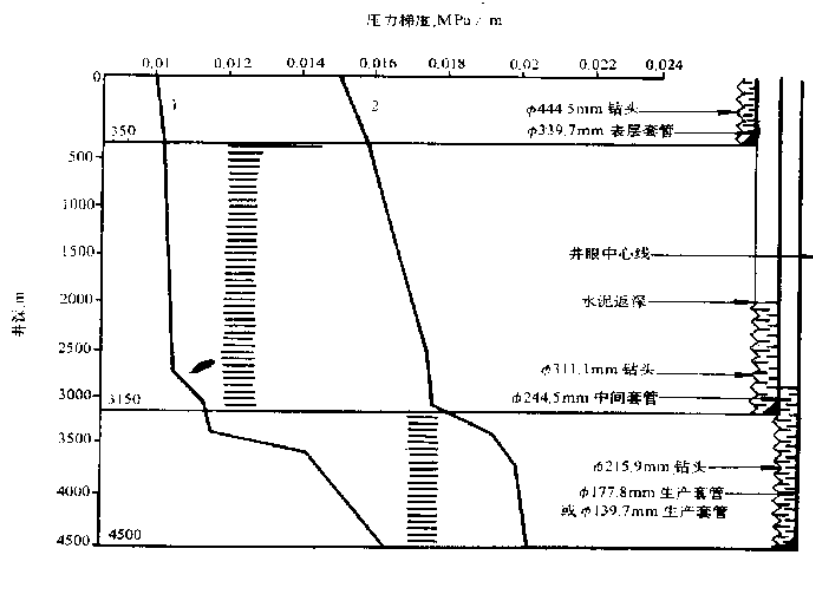 压力梯度,MPa/m
0.01 0.012 0.014 0.016 0.018 0.02 0.022 0.024
0
1
2
φ444.5mm 钻头
350
φ339.7mm 表层套管
500
1000
1500
井眼中心线
2000
水泥返深
井深,m
2500
φ311.1mm 钻头
3000
φ244.5mm 中间套管
3150
3500
φ215.9mm 钻头
4000
φ177.8mm 生产套管
或φ139.7mm 生产套管
4500
4500